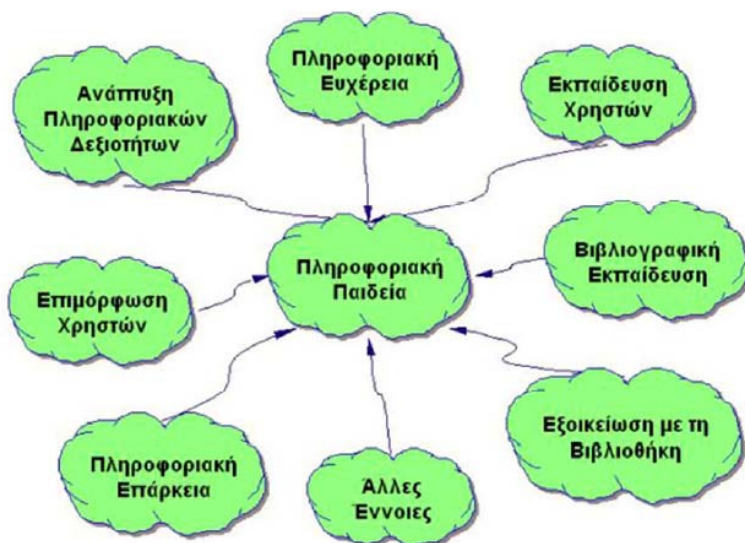 Πληροφοριακή
Ευχέρεια
Ανάπτυξη
Πληροφοριακών
Δεξιοτήτων
Εκπαίδευση
Χρηστών
Πληροφοριακή
Παιδεία
Βιβλιογραφική
Εκπαίδευση
Επιμόρφωση
Χρηστών
Εξοικείωση με τη
Βιβλιοθήκη
Πληροφοριακή
Επάρκεια
Άλλες
Έννοιες